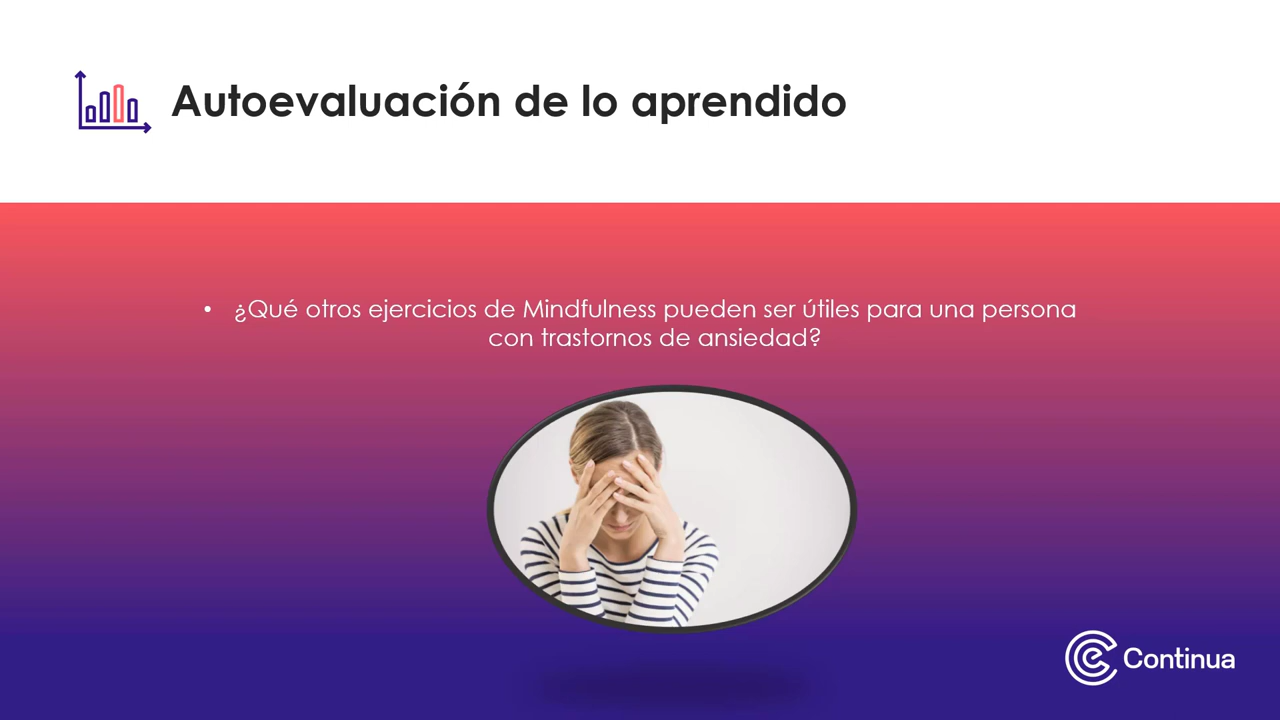 Autoevaluación de lo aprendido
• ¿Qué otros ejercicios de Mindfulness pueden ser útiles para una persona
con trastornos de ansiedad?
Continua